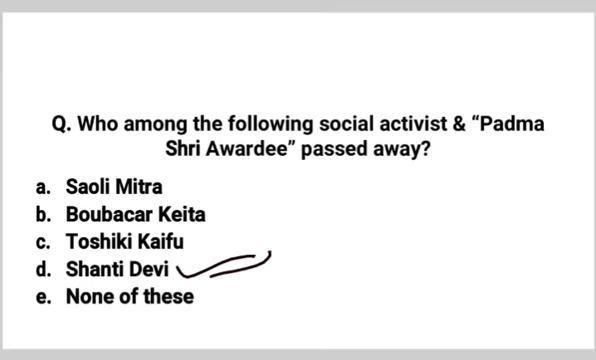 Q. Who among the following social activist & “Padma
Shri Awardee” passed away?
a. Saoli Mitra
b. Boubacar Keita
c. Toshiki Kaifu
d. Shanti Devi
e. None of these